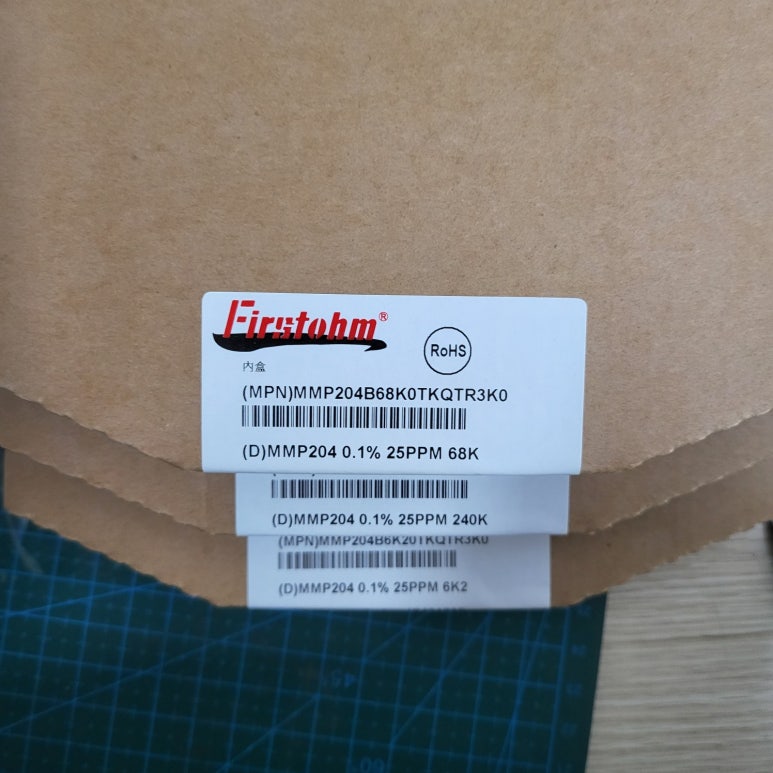 Firstohm®
RoHS
内盒
(MPN)MMP204B68K0TKQTR3K0
(D)MMP204 0.1% 25PPM 68K
(D)MMP204 0.1% 25PPM 240K
(MPN)MMP204B6K20TKQTR3K0
(D)MMP204 0.1% 25PPM 6K2